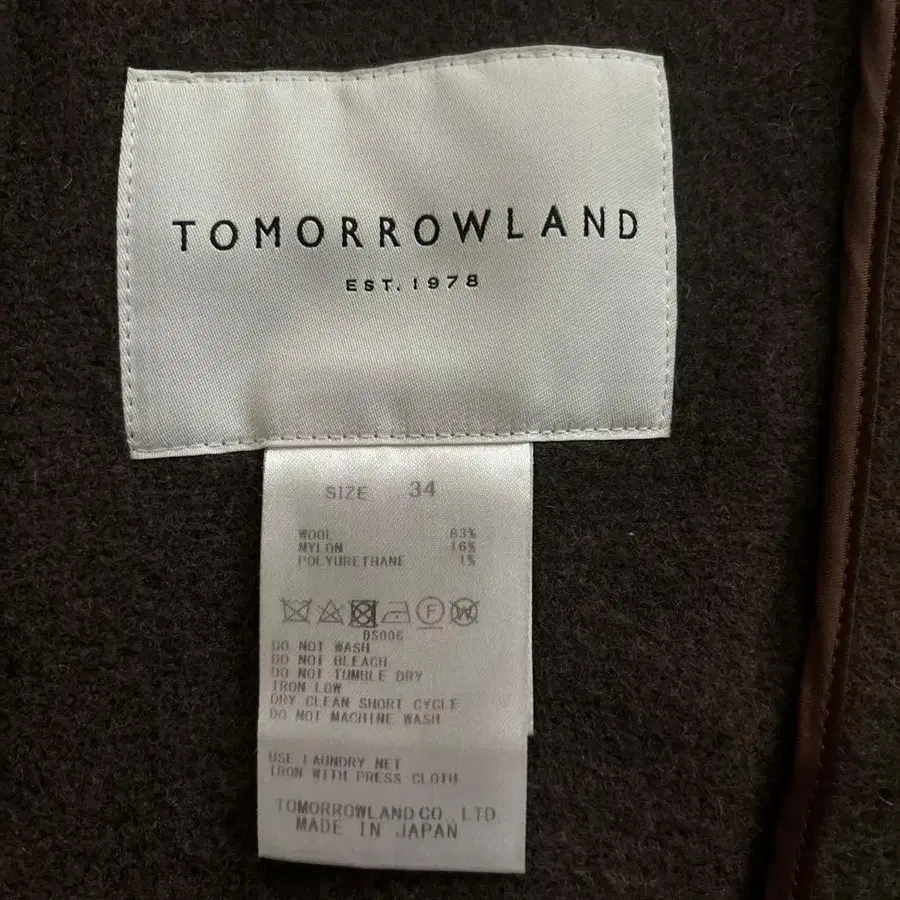 TOMORROWLAND
EST. 1978
SIZE 34
WOOL 83%
NYLON 16%
POLYURETHANE 1%
F W
DS006
DO NOT WASH
DO NOT BLEACH
DO NOT TUMBLE DRY
IRON LOW
DRY CLEAN SHORT CYCLE
DO NOT MACHINE WASH
USE LAUNDRY NET
IRON WITH PRESS CLOTH
TOMORROWLAND CO. LTD.
MADE IN JAPAN